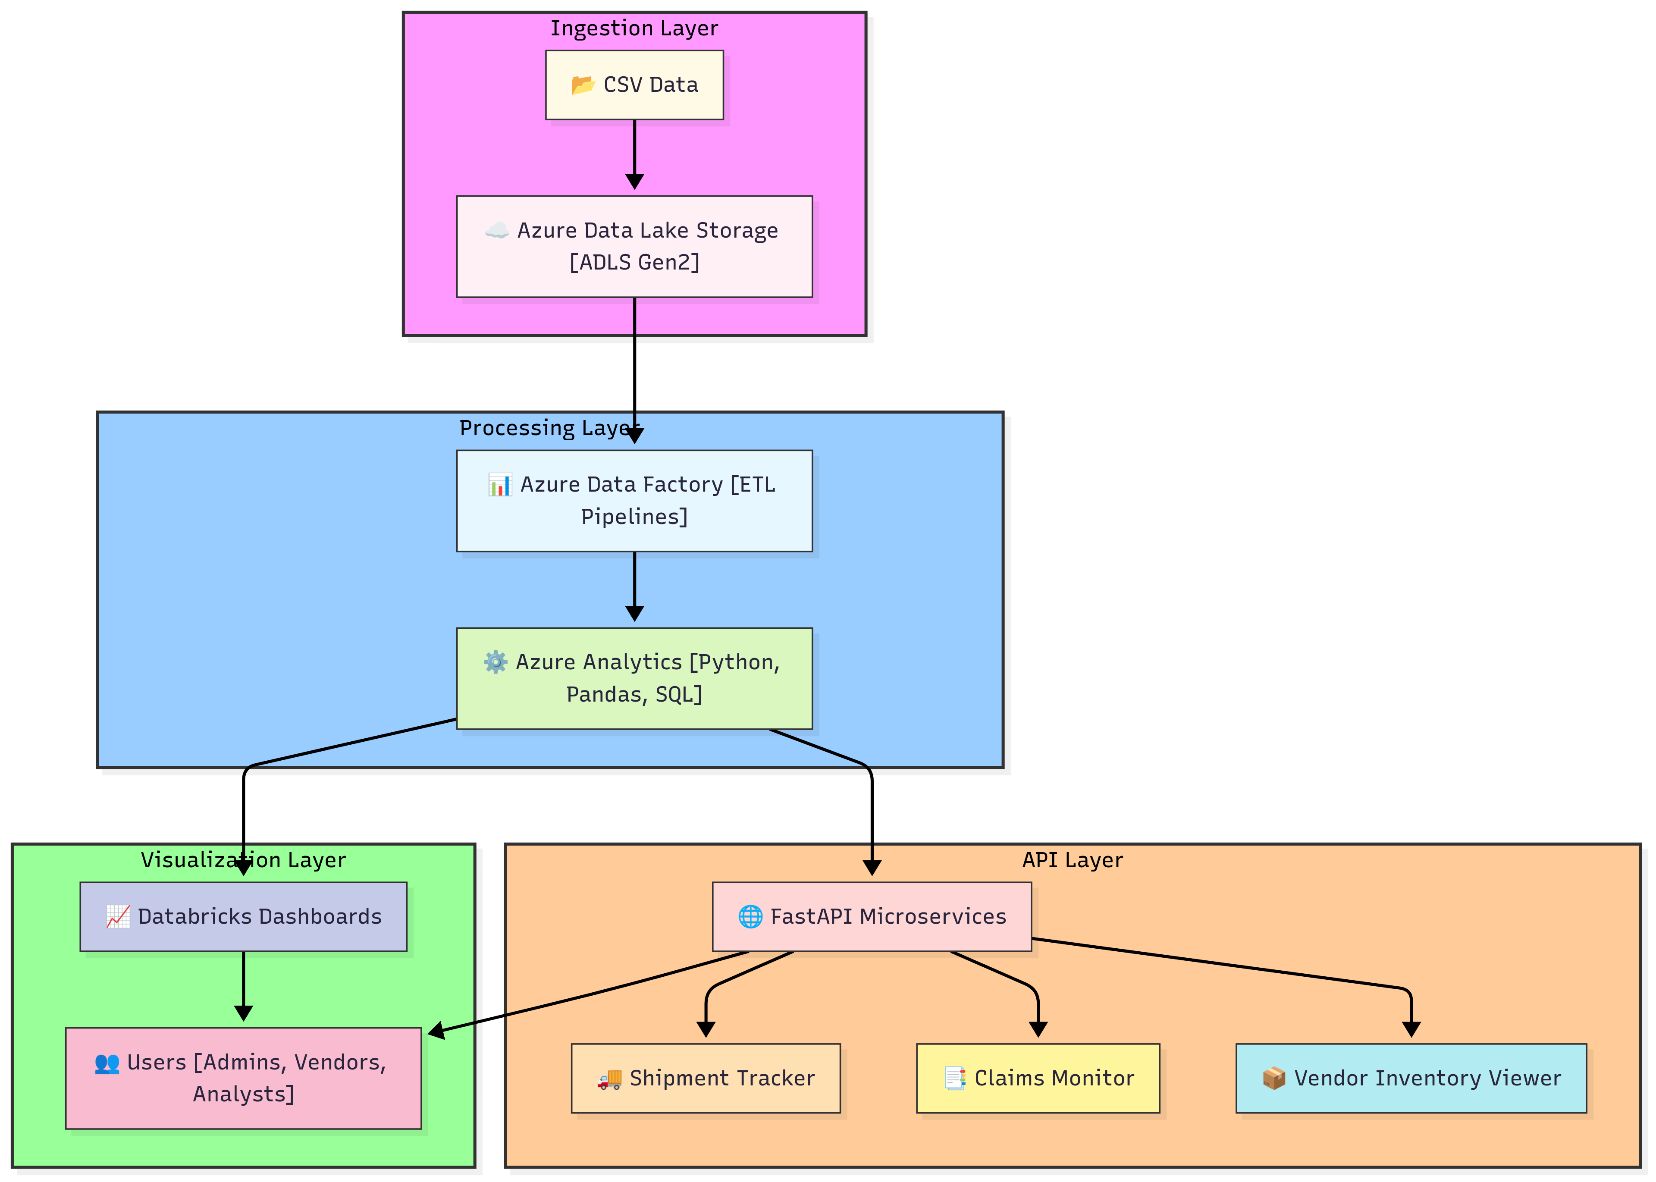 Ingestion Layer
CSV Data
Azure Data Lake Storage
[ADLS Gen2]
Processing Layer
Azure Data Factory [ETL
Pipelines]
Azure Analytics [Python,
Pandas, SQL]
Visualization Layer
Databricks Dashboards
Users [Admins, Vendors,
Analysts]
API Layer
FastAPI Microservices
Shipment Tracker
Claims Monitor
Vendor Inventory Viewer